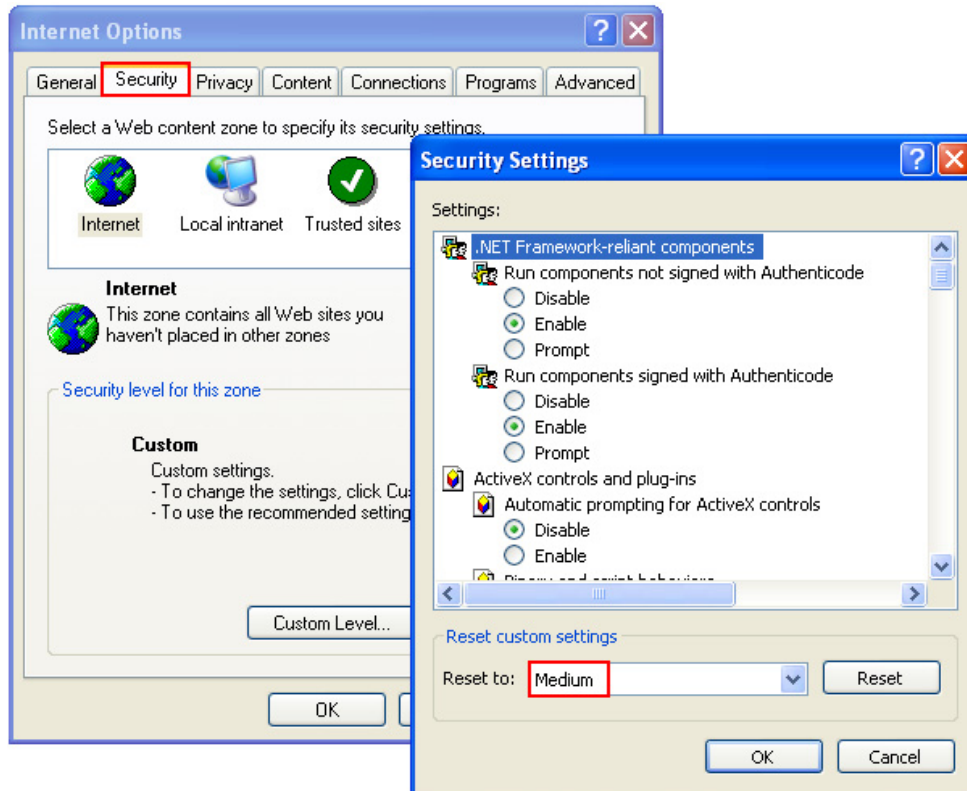 Internet Options
General Security Privacy Content Connections Programs Advanced
Select a Web content zone to specify its security settings.
Internet Local intranet Trusted sites
Internet
This zone contains all Web sites you
haven't placed in other zones
Security level for this zone
Custom
Custom settings.
- To change the settings, click
- To use the recommended
Custom Level...
OK
Security Settings
Settings:
.NET Framework-reliant components
Run components not signed with Authenticode
Disable
Enable
Prompt
Run components signed with Authenticode
Disable
Enable
Prompt
ActiveX controls and plug-ins
Automatic prompting for ActiveX controls
Disable
Enable
Reset custom settings
Reset to: Medium Reset
OK Cancel